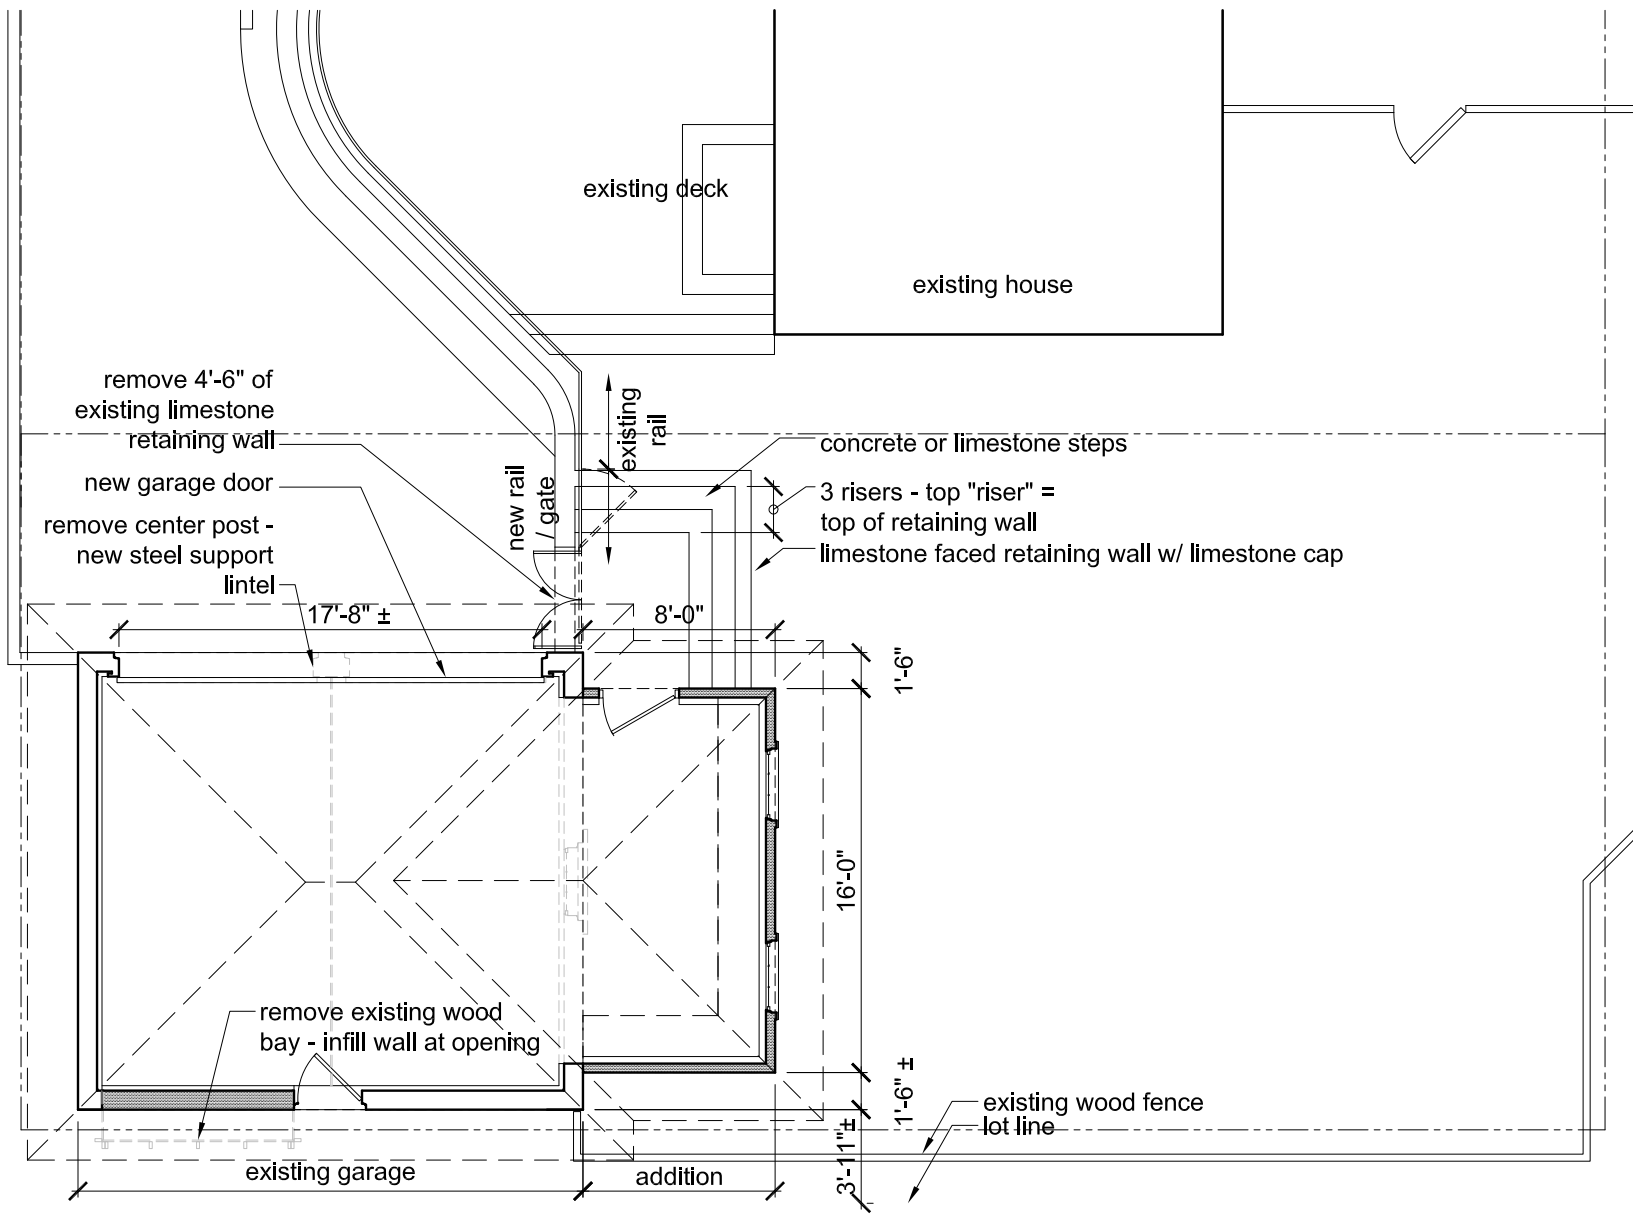 existing deck
existing house
remove 4'-6" of
existing limestone
retaining wall
new garage door
remove center post -
new steel support
lintel
existing
rail
new rail
/ gate
concrete or limestone steps
3 risers - top "riser" =
top of retaining wall
limestone faced retaining wall w/ limestone cap
17'-8" ±
8'-0"
1'-6"
16'-0"
remove existing wood
bay - infill wall at opening
1'-6" ±
3'-11"±
existing wood fence
lot line
existing garage
addition